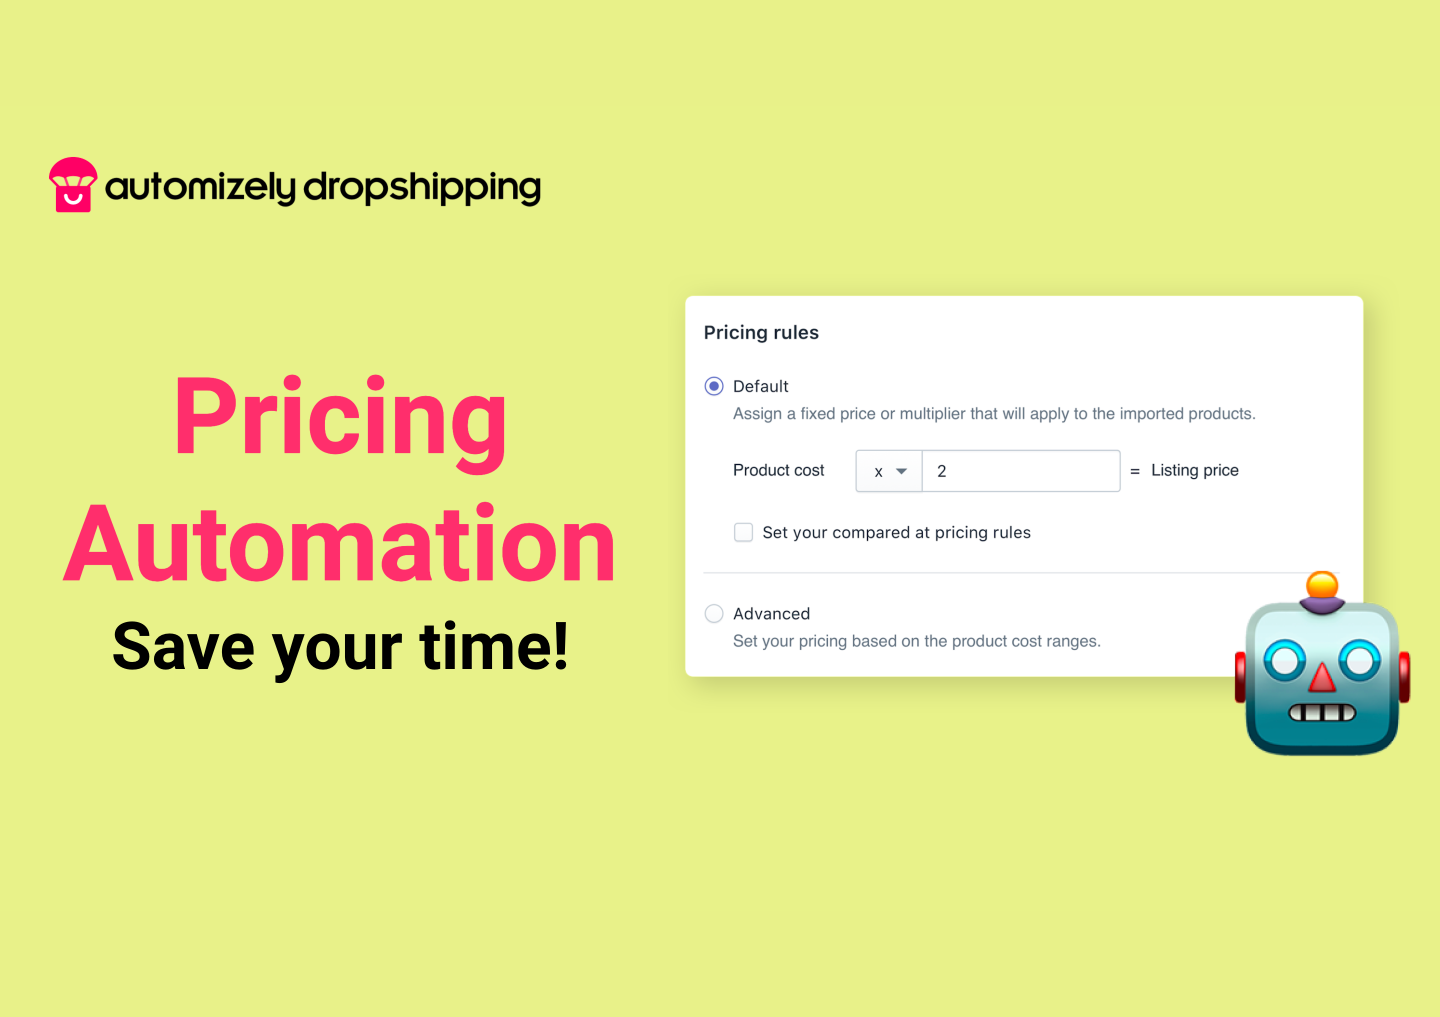 automizely dropshipping
Pricing
Automation
Save your time!
Pricing rules
Default
Assign a fixed price or multiplier that will apply to the imported products.
Product cost x 2 = Listing price
Set your compared at pricing rules
Advanced
Set your pricing based on the product cost ranges.